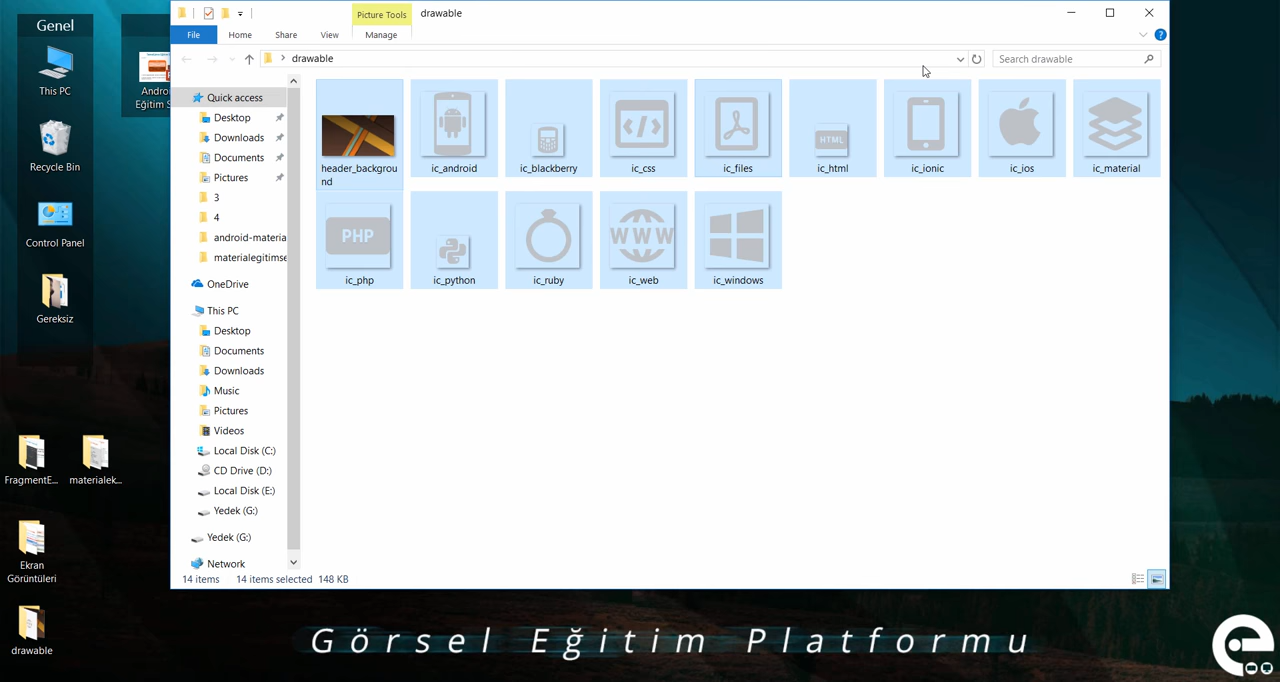 Genel
This PC
Recycle Bin
Control Panel
Gereksiz
Andro
Eğitim S
FragmentE...
materialek...
Ekran
Görüntüleri
drawable
Picture Tools
drawable
File
Home
Share
View
Manage
drawable
Search drawable
Quick access
Desktop
Downloads
Documents
Pictures
3
4
android-materia
materialegitimse
OneDrive
This PC
Desktop
Documents
Downloads
Music
Pictures
Videos
Local Disk (C:)
CD Drive (D:)
Local Disk (E:)
Yedek (G:)
Yedek (G:)
Network
header_backgrou
nd
ic_android
ic_blackberry
ic_css
ic_files
HTML
ic_html
ic_ionic
ic_ios
ic_material
PHP
ic_php
ic_python
ic_ruby
WWW
ic_web
ic_windows
14 items
14 items selected
148 KB
Görsel Eğitim Platformu